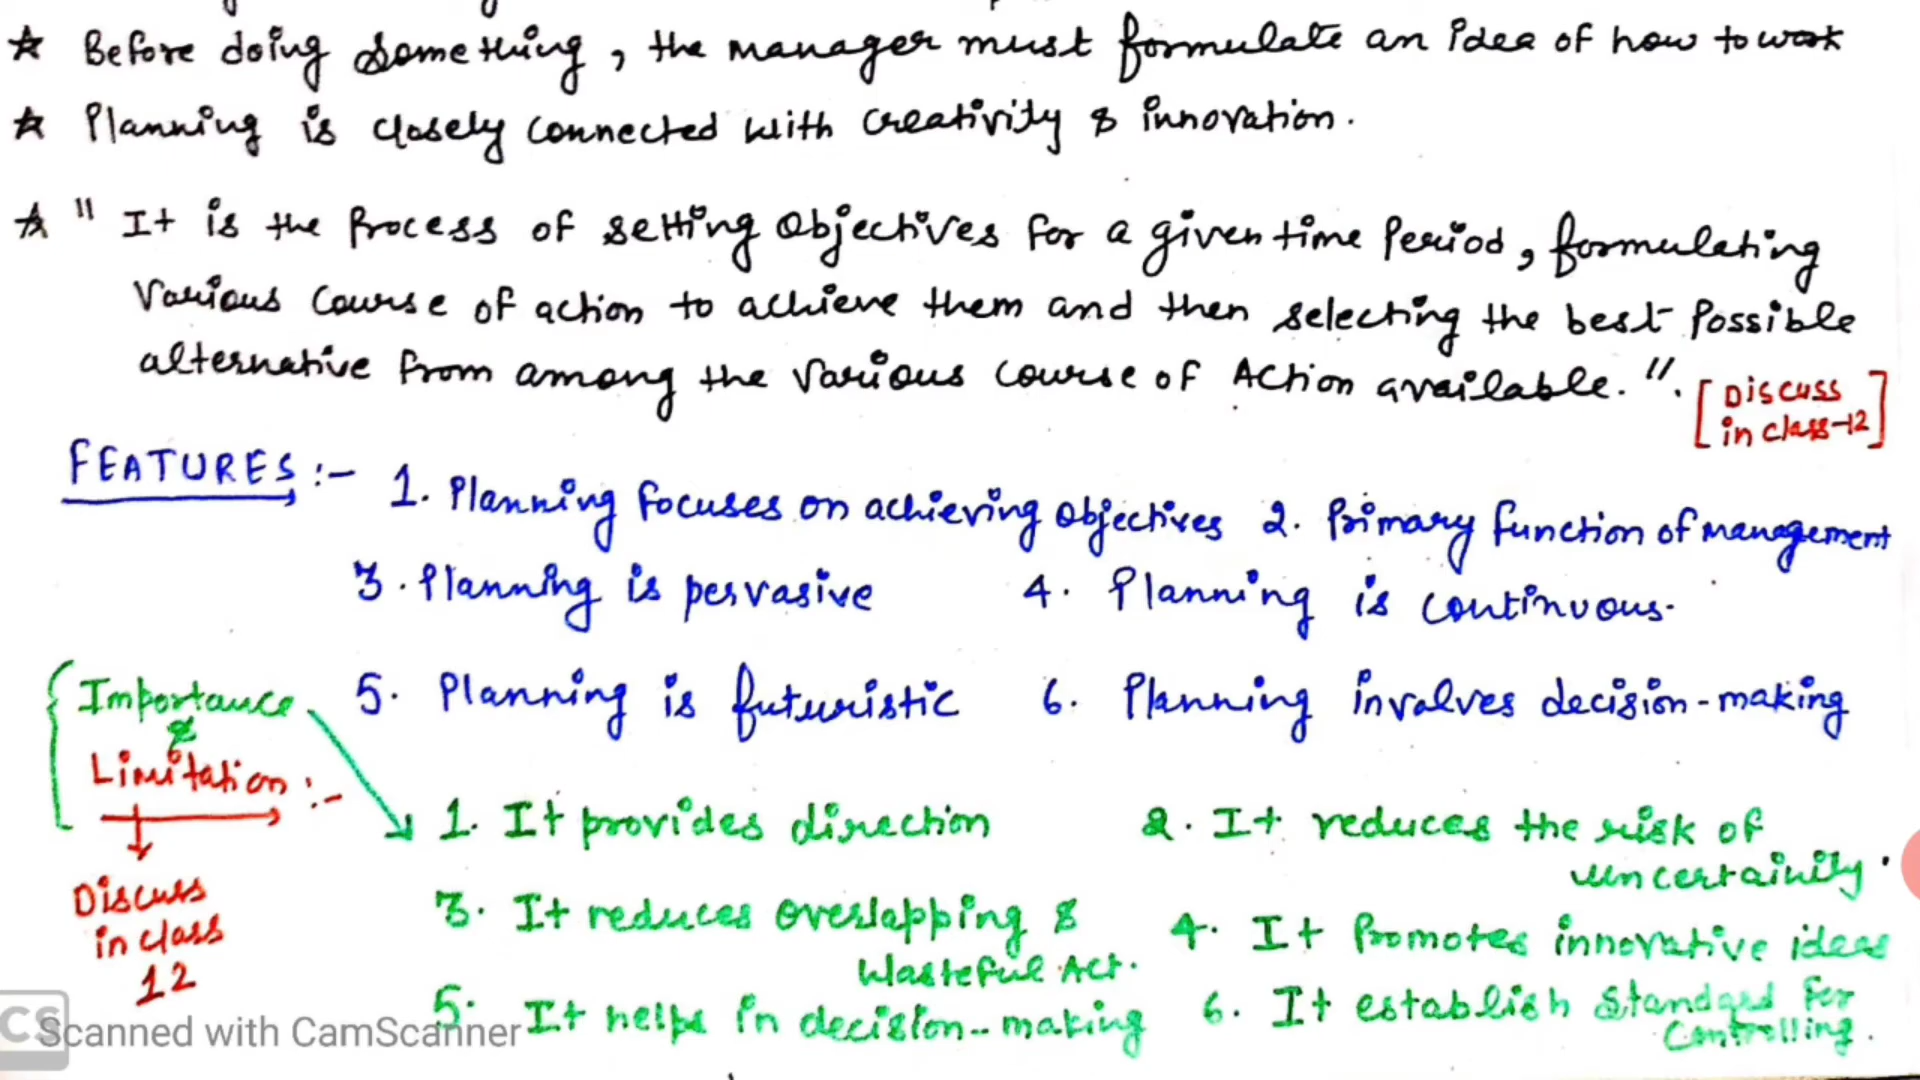 ☆ Before doing something, the manager must formulate an idea of how to work
☆ Planning is closely connected with creativity & innovation.
☆ " It is the Process of setting objectives for a given time Period, formulating
Various Course of action to achieve them and then selecting the best Possible
alternative from among the various course of Action available.".
[Discuss
in class-12]
FEATURES :- 1. Planning focuses on achieving objectives 2. Primary function of management
3. Planning is pervasive 4. Planning is continuous.
5. Planning is futuristic 6. Planning involves decision-making
Importance
&
Limitation :-
Discuss
in class
12
1. It provides direction 2. It reduces the risk of
uncertainity.
3. It reduces overlapping &
Wasteful Act.
4. It Promotes innovative ideas
5. It helps in decision-making 6. It establish Standard for
Controlling.
CS Scanned with CamScanner